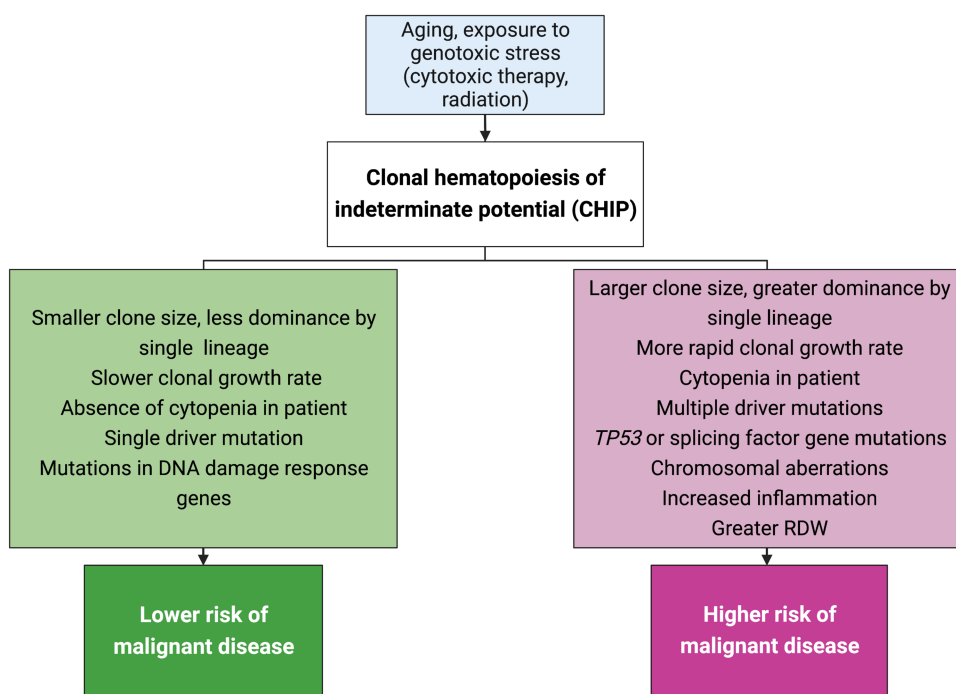 Aging, exposure to
genotoxic stress
(cytotoxic therapy,
radiation)
Clonal hematopoiesis of
indeterminate potential (CHIP)
Smaller clone size, less dominance by
single lineage
Slower clonal growth rate
Absence of cytopenia in patient
Single driver mutation
Mutations in DNA damage response
genes
Larger clone size, greater dominance by
single lineage
More rapid clonal growth rate
Cytopenia in patient
Multiple driver mutations
TP53 or splicing factor gene mutations
Chromosomal aberrations
Increased inflammation
Greater RDW
Lower risk of
malignant disease
Higher risk of
malignant disease